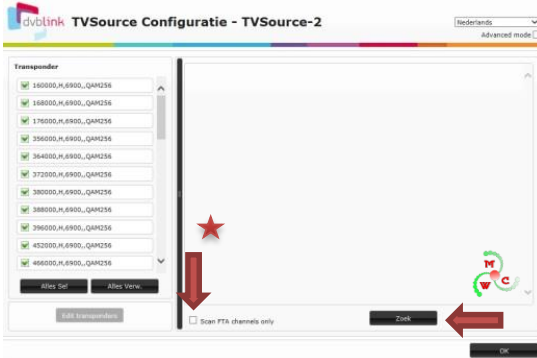 dvblink TVSource Configuratie - TVSource-2
Nederlands
Advanced mode
Transponder
160000,H,6900,,QAM256
168000,H,6900,,QAM256
176000,H,6900,,QAM256
356000,H,6900,,QAM256
364000,H,6900,,QAM256
372000,H,6900,,QAM256
380000,H,6900,,QAM256
388000,H,6900,,QAM256
396000,H,6900,,QAM256
452000,H,6900,,QAM256
466000,H,6900,,QAM256
Alles Sel Alles Verw.
Edit transponders
Scan FTA channels only
Zoek
M
W C
OK